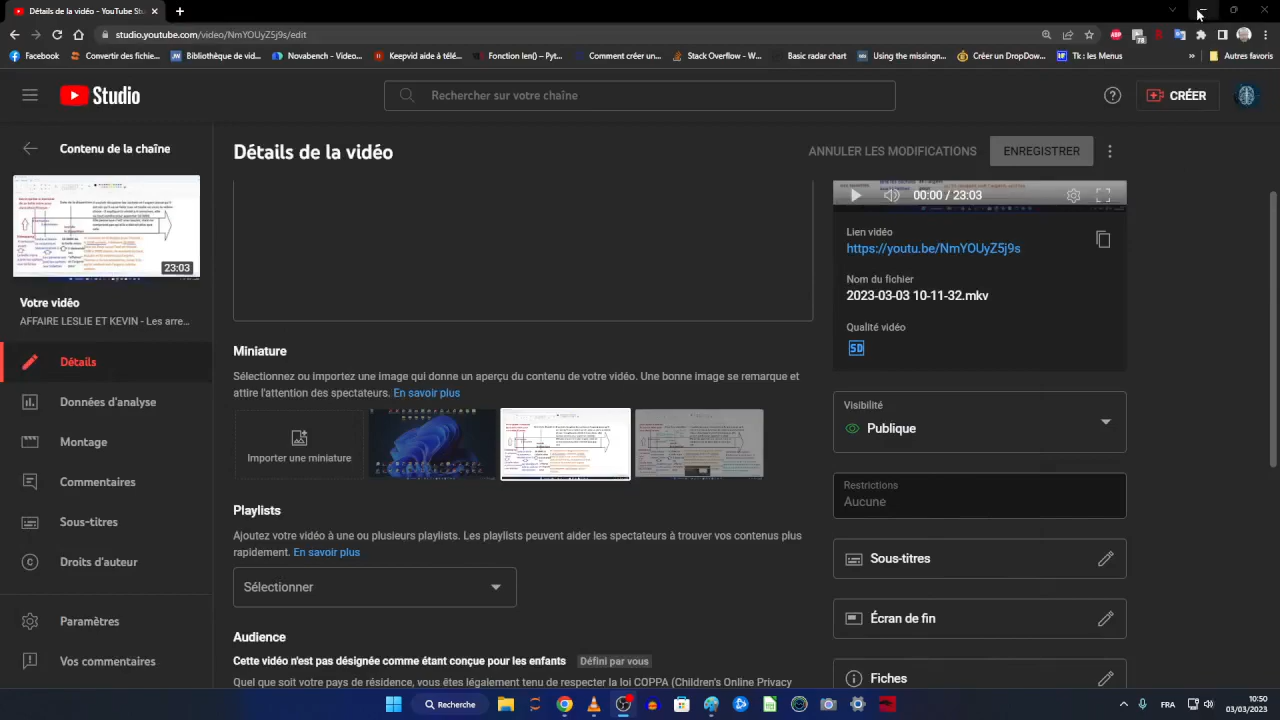 Détails de la vidéo - YouTube Stu
studio.youtube.com/video/NmYOUyZ5j9s/edit
Facebook
Convertir des fichie...
Bibliothèque de vid...
Novabench - Video...
Keepvid aide à télé...
Fonction len() – Pyt...
Comment créer un...
Stack Overflow - W...
Basic radar chart
Using the missingn...
Créer un DropDow...
Tk : les Menus
»
Autres favoris
Studio
Rechercher sur votre chaîne
CRÉER
Contenu de la chaîne
Détails de la vidéo
ANNULER LES MODIFICATIONS
ENREGISTRER
23:03
0:00 / 23:03
Lien vidéo
https://youtu.be/NmYOUyZ5j9s
Nom du fichier
2023-03-03 10-11-32.mkv
Qualité vidéo
SD
Votre vidéo
AFFAIRE LESLIE ET KEVIN - Les arre...
Détails
Données d'analyse
Montage
Commentaires
Sous-titres
Droits d'auteur
Paramètres
Vos commentaires
Miniature
Sélectionnez ou importez une image qui donne un aperçu du contenu de votre vidéo. Une bonne image se remarque et
attire l'attention des spectateurs. En savoir plus
Importer une miniature
Playlists
Ajoutez votre vidéo à une ou plusieurs playlists. Les playlists peuvent aider les spectateurs à trouver vos contenus plus
rapidement. En savoir plus
Sélectionner
Audience
Cette vidéo n'est pas désignée comme étant conçue pour les enfants Défini par vous
Quel que soit votre pays de résidence, vous êtes légalement tenu de respecter la loi COPPA (Children's Online Privacy
Visibilité
Publique
Restrictions
Aucune
Sous-titres
Écran de fin
Fiches
Recherche
FRA
10:50
03/03/2023